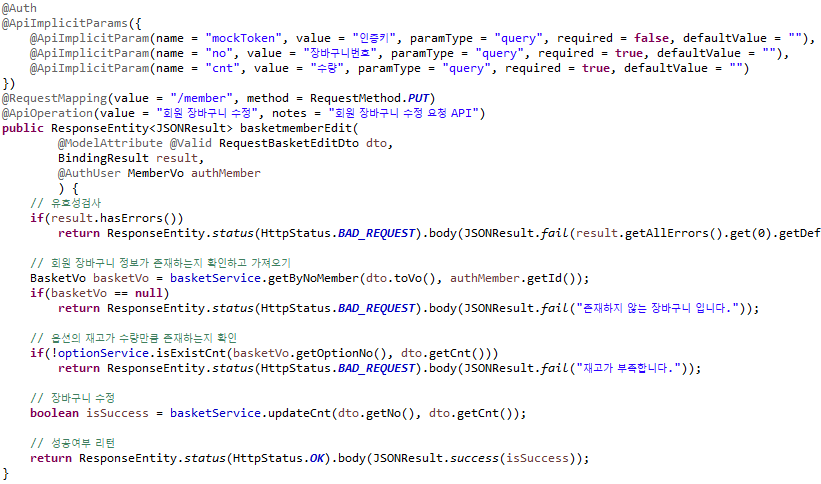 @Auth
@ApiImplicitParams({
    @ApiImplicitParam(name = "mockToken", value = "인증키", paramType = "query", required = false, defaultValue = ""),
    @ApiImplicitParam(name = "no", value = "장바구니번호", paramType = "query", required = true, defaultValue = ""),
    @ApiImplicitParam(name = "cnt", value = "수량", paramType = "query", required = true, defaultValue = "")
})
@RequestMapping(value = "/member", method = RequestMethod.PUT)
@ApiOperation(value = "회원 장바구니 수정", notes = "회원 장바구니 수정 요청 API")
public ResponseEntity<JSONResult> basketmemberEdit(
        @ModelAttribute @Valid RequestBasketEditDto dto,
        BindingResult result,
        @AuthUser MemberVo authMember
        ) {
    // 유효성검사
    if(result.hasErrors())
        return ResponseEntity.status(HttpStatus.BAD_REQUEST).body(JSONResult.fail(result.getAllErrors().get(0).getDef
    // 회원 장바구니 정보가 존재하는지 확인하고 가져오기
    BasketVo basketVo = basketService.getByNoMember(dto.toVo(), authMember.getId());
    if(basketVo == null)
        return ResponseEntity.status(HttpStatus.BAD_REQUEST).body(JSONResult.fail("존재하지 않는 장바구니 입니다."));
    // 옵션의 재고가 수량만큼 존재하는지 확인
    if(!optionService.isExistCnt(basketVo.getOptionNo(), dto.getCnt()))
        return ResponseEntity.status(HttpStatus.BAD_REQUEST).body(JSONResult.fail("재고가 부족합니다."));
    // 장바구니 수정
    boolean isSuccess = basketService.updateCnt(dto.getNo(), dto.getCnt());
    // 성공여부 리턴
    return ResponseEntity.status(HttpStatus.OK).body(JSONResult.success(isSuccess));
}